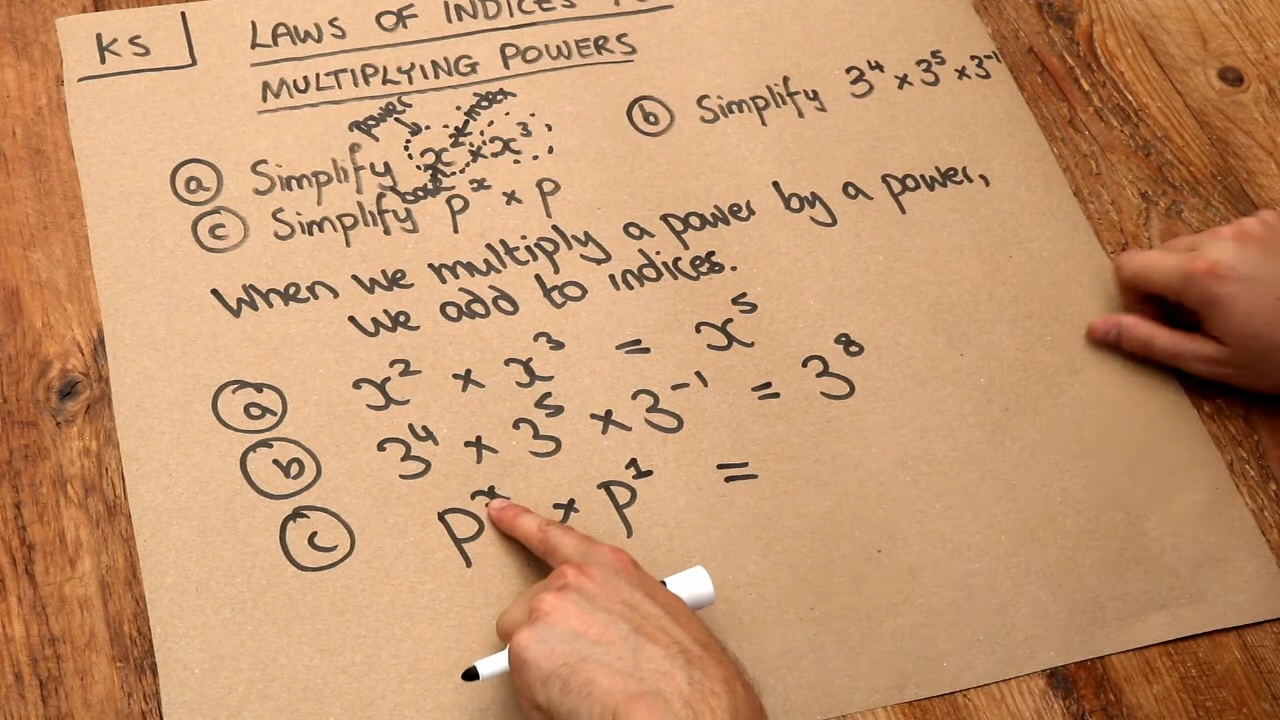 KS
LAWS OF INDICES
MULTIPLYING POWERS
power
index
ⓐ Simplify x² × x³
base
ⓑ Simplify 3⁴ × 3⁵ × 3⁻¹
ⓒ Simplify pˣ × p
When we multiply a power by a power,
we add to indices.
ⓐ x² × x³ = x⁵
ⓑ 3⁴ × 3⁵ × 3⁻¹ = 3⁸
ⓒ pˣ × p¹ =